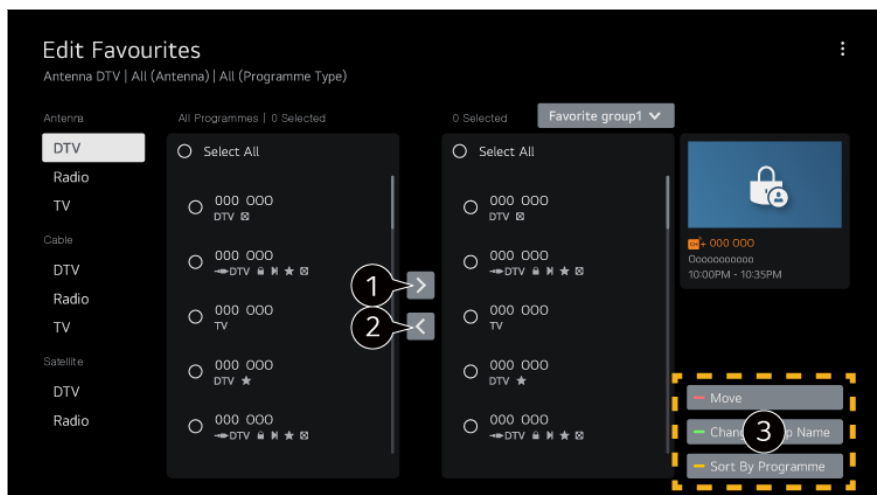 Edit Favourites
Antenna DTV | All (Antenna) | All (Programme Type)
Antenna
DTV
Radio
TV
Cable
DTV
Radio
TV
Satellite
DTV
Radio
All Programmes | 0 Selected
Select All
000 000
DTV
000 000
DTV
000 000
TV
000 000
DTV
000 000
DTV
1
2
0 Selected
Favorite group1
Select All
000 000
DTV
000 000
DTV
000 000
TV
000 000
DTV
000 000
DTV
CH+ 000 000
Oooooooooo
10:00PM - 10:35PM
Move
3
Name
Sort By Programme